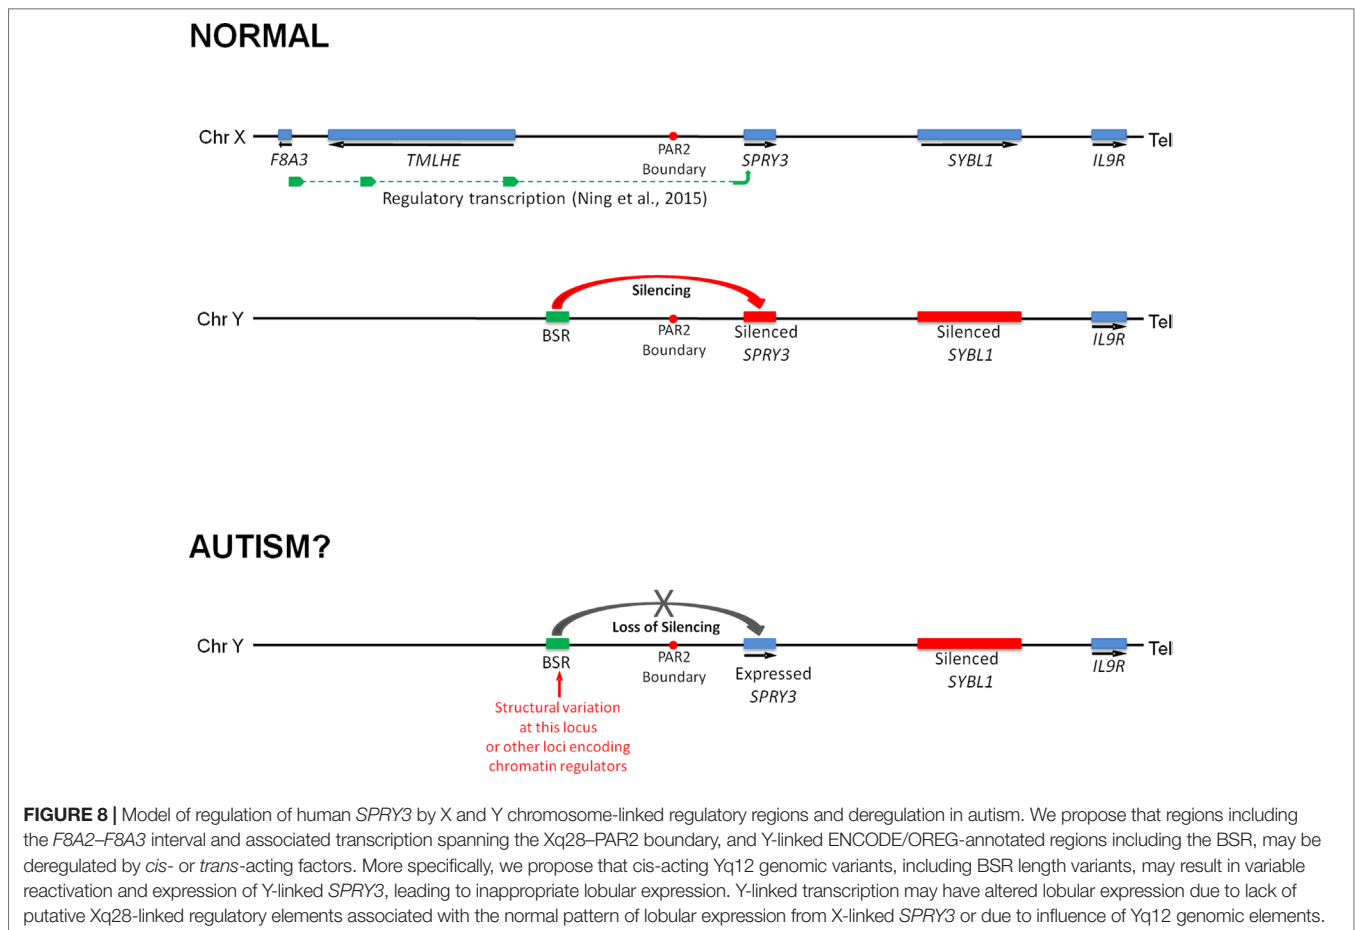 NORMAL
Chr X
Tel
F8A3
TMLHE
PAR2
Boundary
SPRY3
SYBL1
IL9R
Regulatory transcription (Ning et al., 2015)
Silencing
Chr Y
Tel
BSR
PAR2
Boundary
Silenced
SPRY3
Silenced
SYBL1
IL9R
AUTISM?
X
Loss of Silencing
Chr Y
Tel
BSR
PAR2
Boundary
Expressed
SPRY3
Silenced
SYBL1
IL9R
Structural variation
at this locus
or other loci encoding
chromatin regulators
FIGURE 8 | Model of regulation of human SPRY3 by X and Y chromosome-linked regulatory regions and deregulation in autism. We propose that regions including
the F8A2–F8A3 interval and associated transcription spanning the Xq28–PAR2 boundary, and Y-linked ENCODE/OREG-annotated regions including the BSR, may be
deregulated by cis- or trans-acting factors. More specifically, we propose that cis-acting Yq12 genomic variants, including BSR length variants, may result in variable
reactivation and expression of Y-linked SPRY3, leading to inappropriate lobular expression. Y-linked transcription may have altered lobular expression due to lack of
putative Xq28-linked regulatory elements associated with the normal pattern of lobular expression from X-linked SPRY3 or due to influence of Yq12 genomic elements.